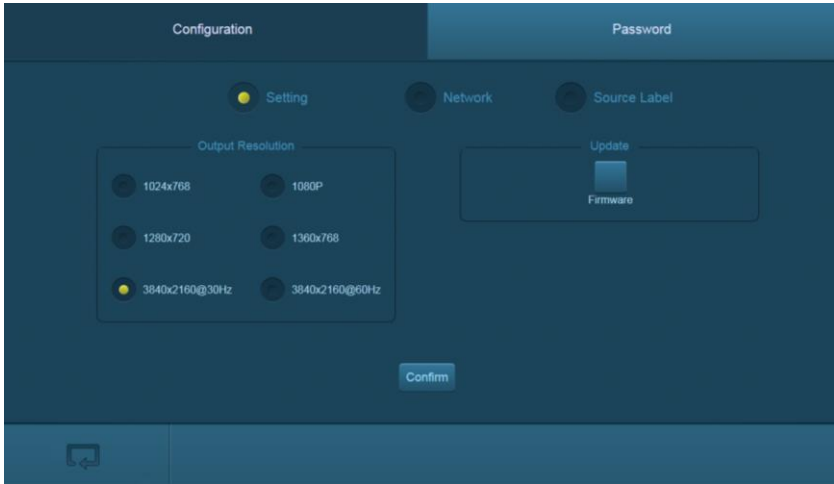 Configuration
Password
Setting
Network
Source Label
Output Resolution
Update
1024x768
1080P
Firmware
1280x720
1360x768
3840x2160@30Hz
3840x2160@60Hz
Confirm